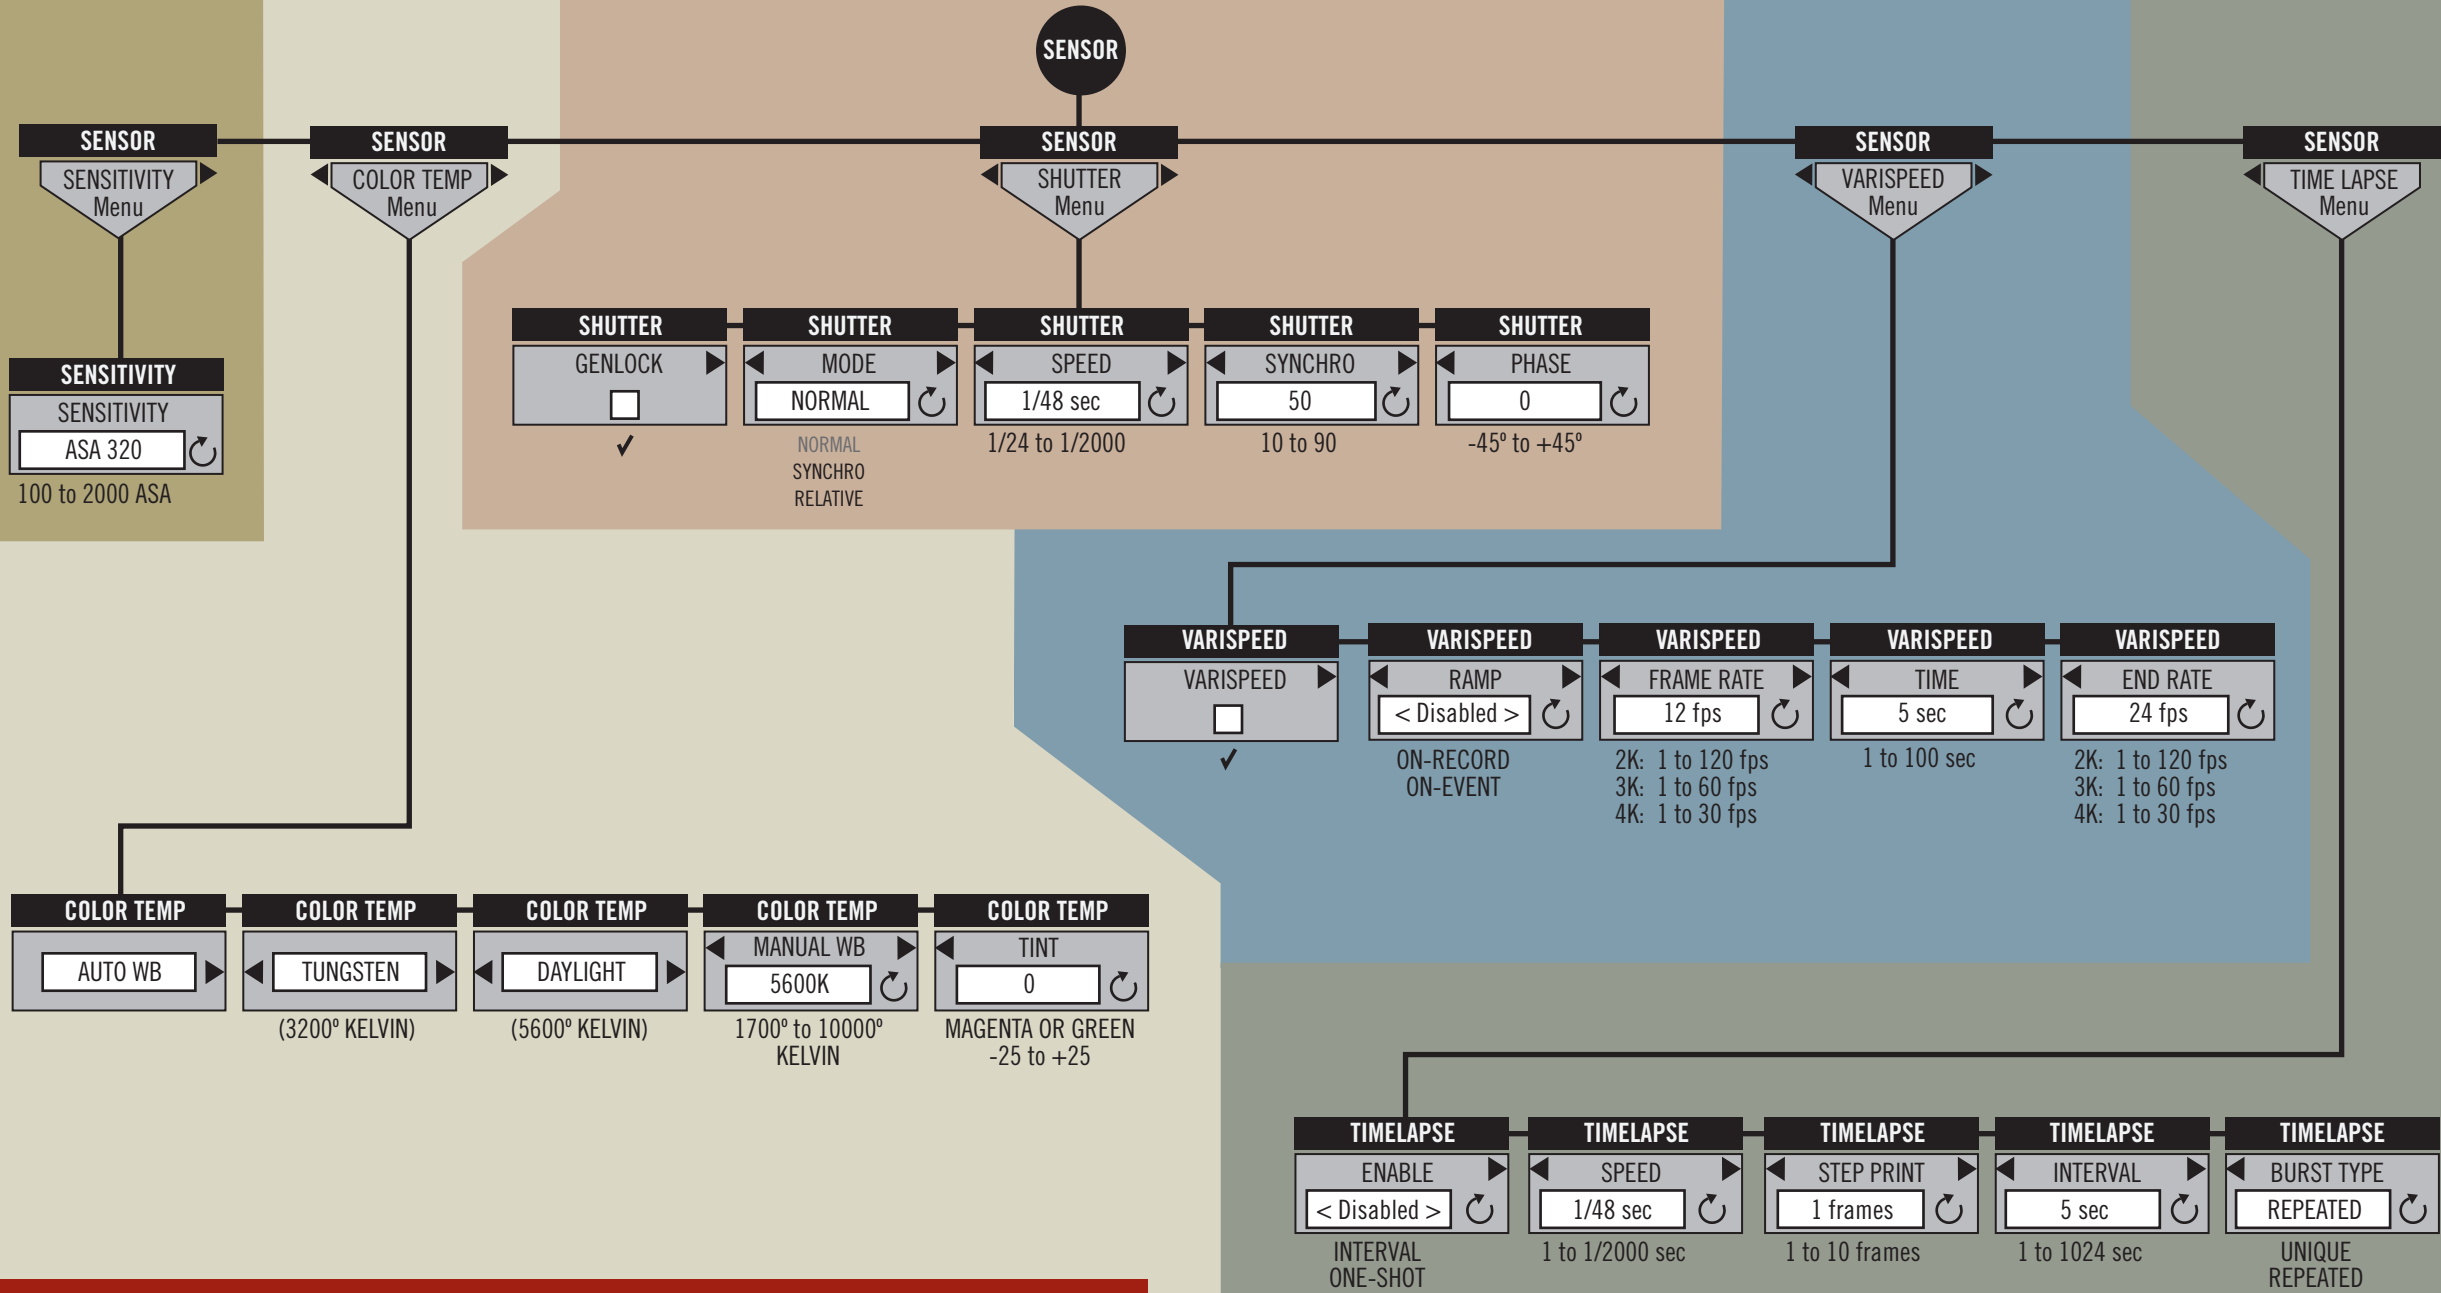 SENSOR
SENSOR
SENSITIVITY
Menu
SENSOR
COLOR TEMP
Menu
SENSOR
SHUTTER
Menu
SENSOR
VARISPEED
Menu
SENSOR
TIME LAPSE
Menu
SENSITIVITY
SENSITIVITY
ASA 320
100 to 2000 ASA
SHUTTER
GENLOCK
SHUTTER
MODE
NORMAL
NORMAL
SYNCHRO
RELATIVE
SHUTTER
SPEED
1/48 sec
1/24 to 1/2000
SHUTTER
SYNCHRO
50
10 to 90
SHUTTER
PHASE
0
-45º to +45º
VARISPEED
VARISPEED
VARISPEED
RAMP
< Disabled >
ON-RECORD
ON-EVENT
VARISPEED
FRAME RATE
12 fps
2K: 1 to 120 fps
3K: 1 to 60 fps
4K: 1 to 30 fps
VARISPEED
TIME
5 sec
1 to 100 sec
VARISPEED
END RATE
24 fps
2K: 1 to 120 fps
3K: 1 to 60 fps
4K: 1 to 30 fps
COLOR TEMP
AUTO WB
COLOR TEMP
TUNGSTEN
(3200º KELVIN)
COLOR TEMP
DAYLIGHT
(5600º KELVIN)
COLOR TEMP
MANUAL WB
5600K
1700º to 10000º
KELVIN
COLOR TEMP
TINT
0
MAGENTA OR GREEN
-25 to +25
TIMELAPSE
ENABLE
< Disabled >
INTERVAL
ONE-SHOT
TIMELAPSE
SPEED
1/48 sec
1 to 1/2000 sec
TIMELAPSE
STEP PRINT
1 frames
1 to 10 frames
TIMELAPSE
INTERVAL
5 sec
1 to 1024 sec
TIMELAPSE
BURST TYPE
REPEATED
UNIQUE
REPEATED